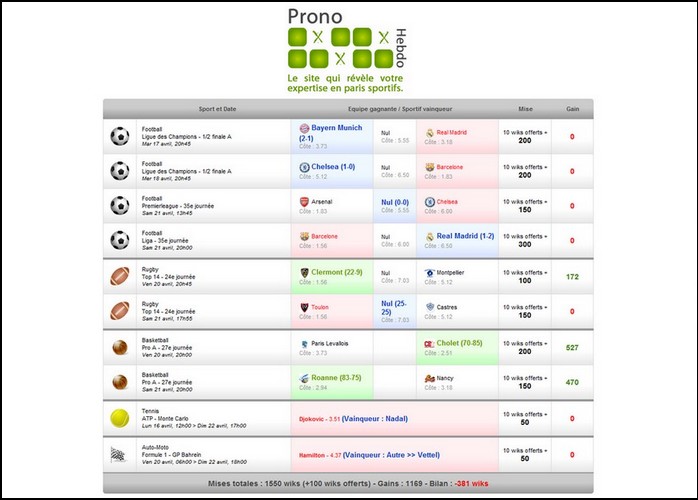 Prono
Hebdo
Le site qui révèle votre
expertise en paris sportifs.
Sport et Date Equipe gagnante / Sportif vainqueur Mise Gain
Football
Ligue des Champions - 1/2 finale A
Mar 17 avril, 20h45
Bayern Munich
(2-1)
Côte : 3.73
Nul
Côte : 5.55
Real Madrid
Côte : 3.18
10 wiks offerts +
200
0
Football
Ligue des Champions - 1/2 finale A
Mer 18 avril, 20h45
Chelsea (1-0)
Côte : 5.12
Nul
Côte : 6.50
Barcelone
Côte : 1.83
10 wiks offerts +
200
0
Football
Premierleague - 35e journée
Sam 21 avril, 13h45
Arsenal
Côte : 1.83
Nul (0-0)
Côte : 5.55
Chelsea
Côte : 6.00
10 wiks offerts +
150
0
Football
Liga - 35e journée
Sam 21 avril, 20h00
Barcelone
Côte : 1.56
Nul
Côte : 6.00
Real Madrid (1-2)
Côte : 6.50
10 wiks offerts +
300
0
Rugby
Top 14 - 24e journée
Ven 20 avril, 20h45
Clermont (22-9)
Côte : 1.56
Nul
Côte : 7.03
Montpellier
Côte : 5.12
10 wiks offerts +
100
172
Rugby
Top 14 - 24e journée
Sam 21 avril, 17h55
Toulon
Côte : 1.56
Nul (25-
25)
Côte : 7.03
Castres
Côte : 5.12
10 wiks offerts +
150
0
Basketball
Pro A - 27e journée
Ven 20 avril, 20h00
Paris Levallois
Côte : 3.73
Cholet (70-85)
Côte : 2.51
10 wiks offerts +
200
527
Basketball
Pro A - 27e journée
Sam 21 avril, 20h00
Roanne (83-75)
Côte : 2.94
Nancy
Côte : 3.18
10 wiks offerts +
150
470
Tennis
ATP - Monte Carlo
Lun 16 avril, 12h00 > Dim 22 avril, 17h00
Djokovic - 3.51 (Vainqueur : Nadal)
10 wiks offerts +
50
0
Auto-Moto
Formule 1 - GP Bahrein
Ven 20 avril, 06h00 > Dim 22 avril, 16h00
Hamilton - 4.37 (Vainqueur : Autre >> Vettel)
10 wiks offerts +
50
0
Mises totales : 1550 wiks (+100 wiks offerts) - Gains : 1169 - Bilan : -381 wiks